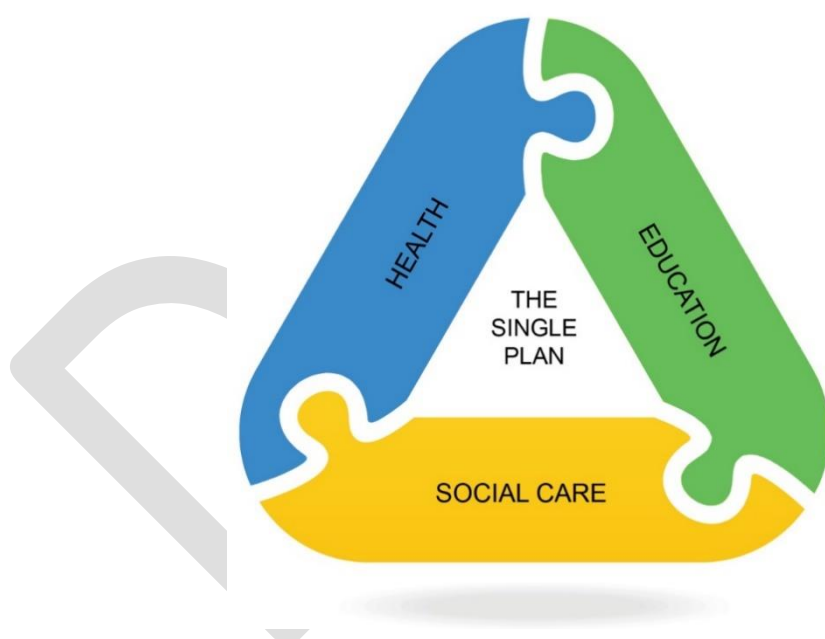 HEALTH
EDUCATION
THE
SINGLE
PLAN
SOCIAL CARE